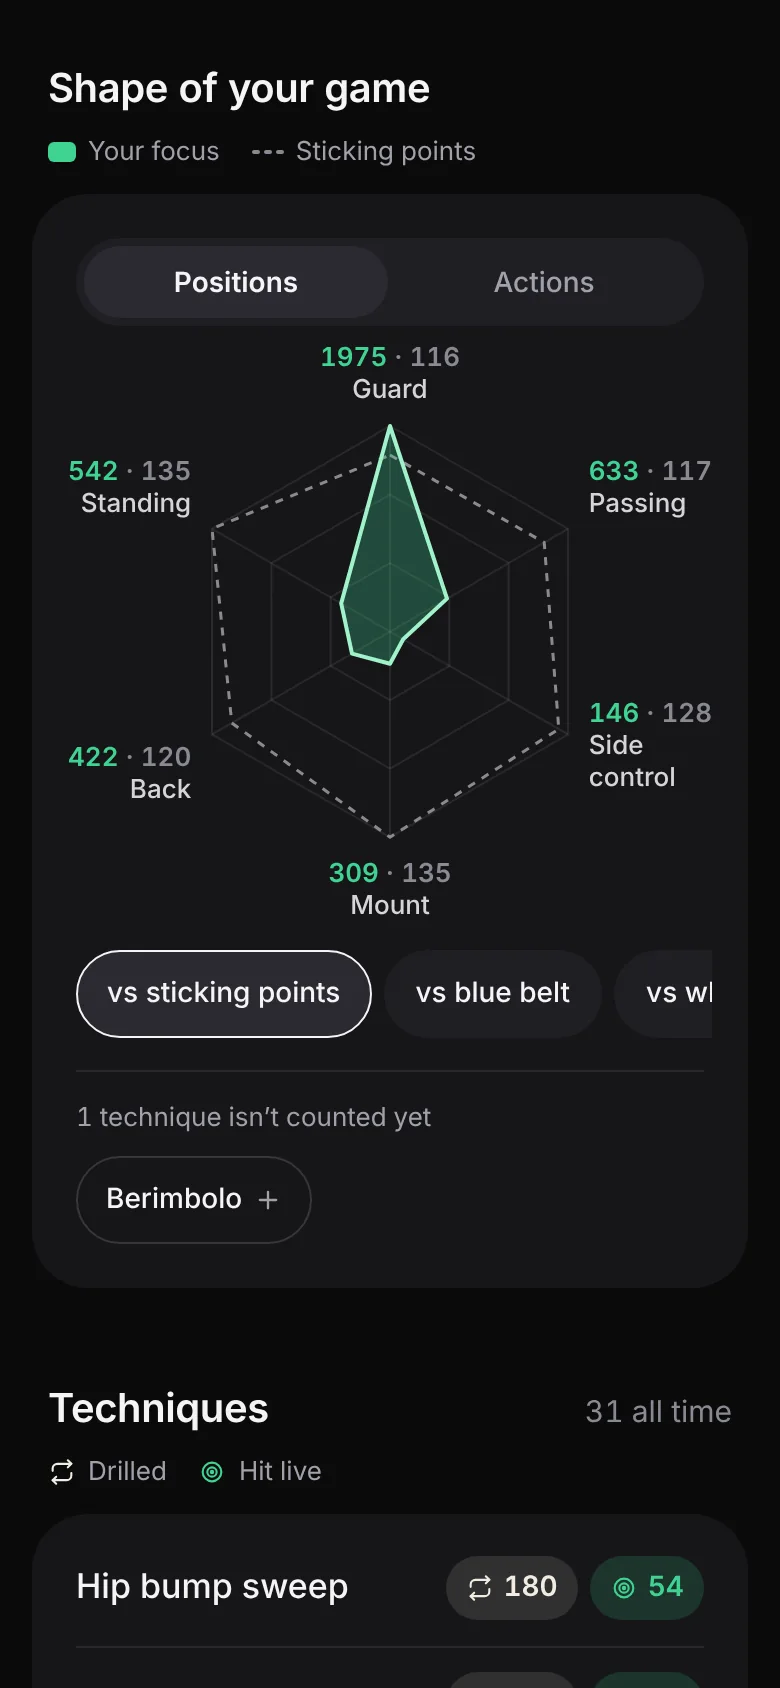 Shape of your game
Your focus --- Sticking points
Positions Actions
1975 · 116
Guard
542 · 135
Standing
633 · 117
Passing
146 · 128
Side
control
422 · 120
Back
309 · 135
Mount
vs sticking points vs blue belt vs
1 technique isn’t counted yet
Berimbolo +
Techniques 31 all time
Drilled Hit live
Hip bump sweep 180 54